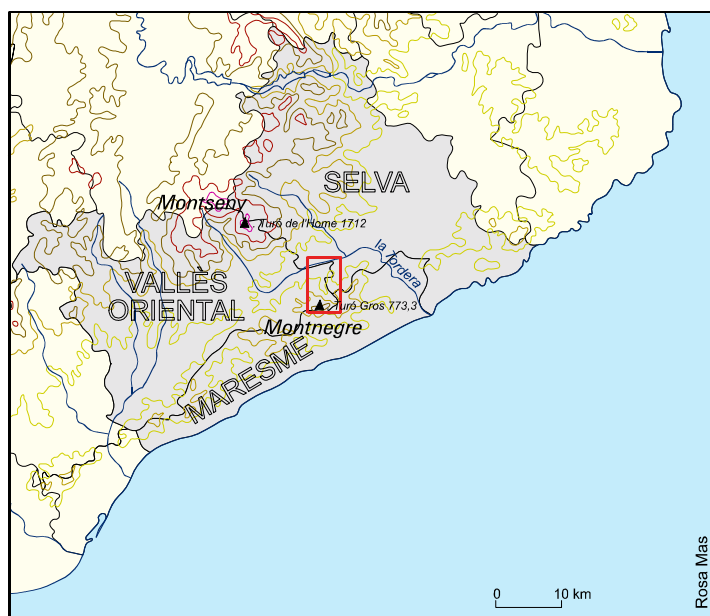 SELVA
Montseny
Turó de l'Home 1712
la Tordera
VALLÈS
ORIENTAL
Turó Gros 773,3
Montnegre
MARESME
0 10 km
Rosa Mas